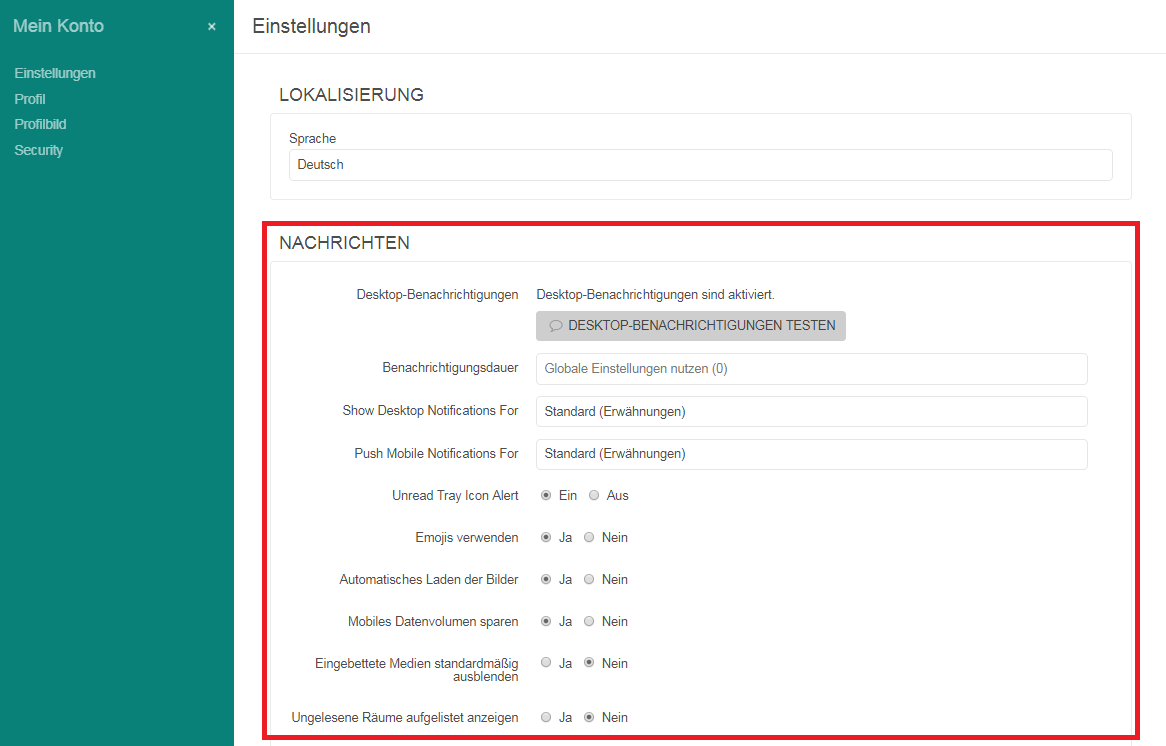 Mein Konto ×
Einstellungen
Profil
Profilbild
Security
Einstellungen
LOKALISIERUNG
Sprache
Deutsch
NACHRICHTEN
Desktop-Benachrichtigungen Desktop-Benachrichtigungen sind aktiviert.
DESKTOP-BENACHRICHTIGUNGEN TESTEN
Benachrichtigungsdauer Globale Einstellungen nutzen (0)
Show Desktop Notifications For Standard (Erwähnungen)
Push Mobile Notifications For Standard (Erwähnungen)
Unread Tray Icon Alert Ein Aus
Emojis verwenden Ja Nein
Automatisches Laden der Bilder Ja Nein
Mobiles Datenvolumen sparen Ja Nein
Eingebettete Medien standardmäßig Ja Nein
ausblenden
Ungelesene Räume aufgelistet anzeigen Ja Nein